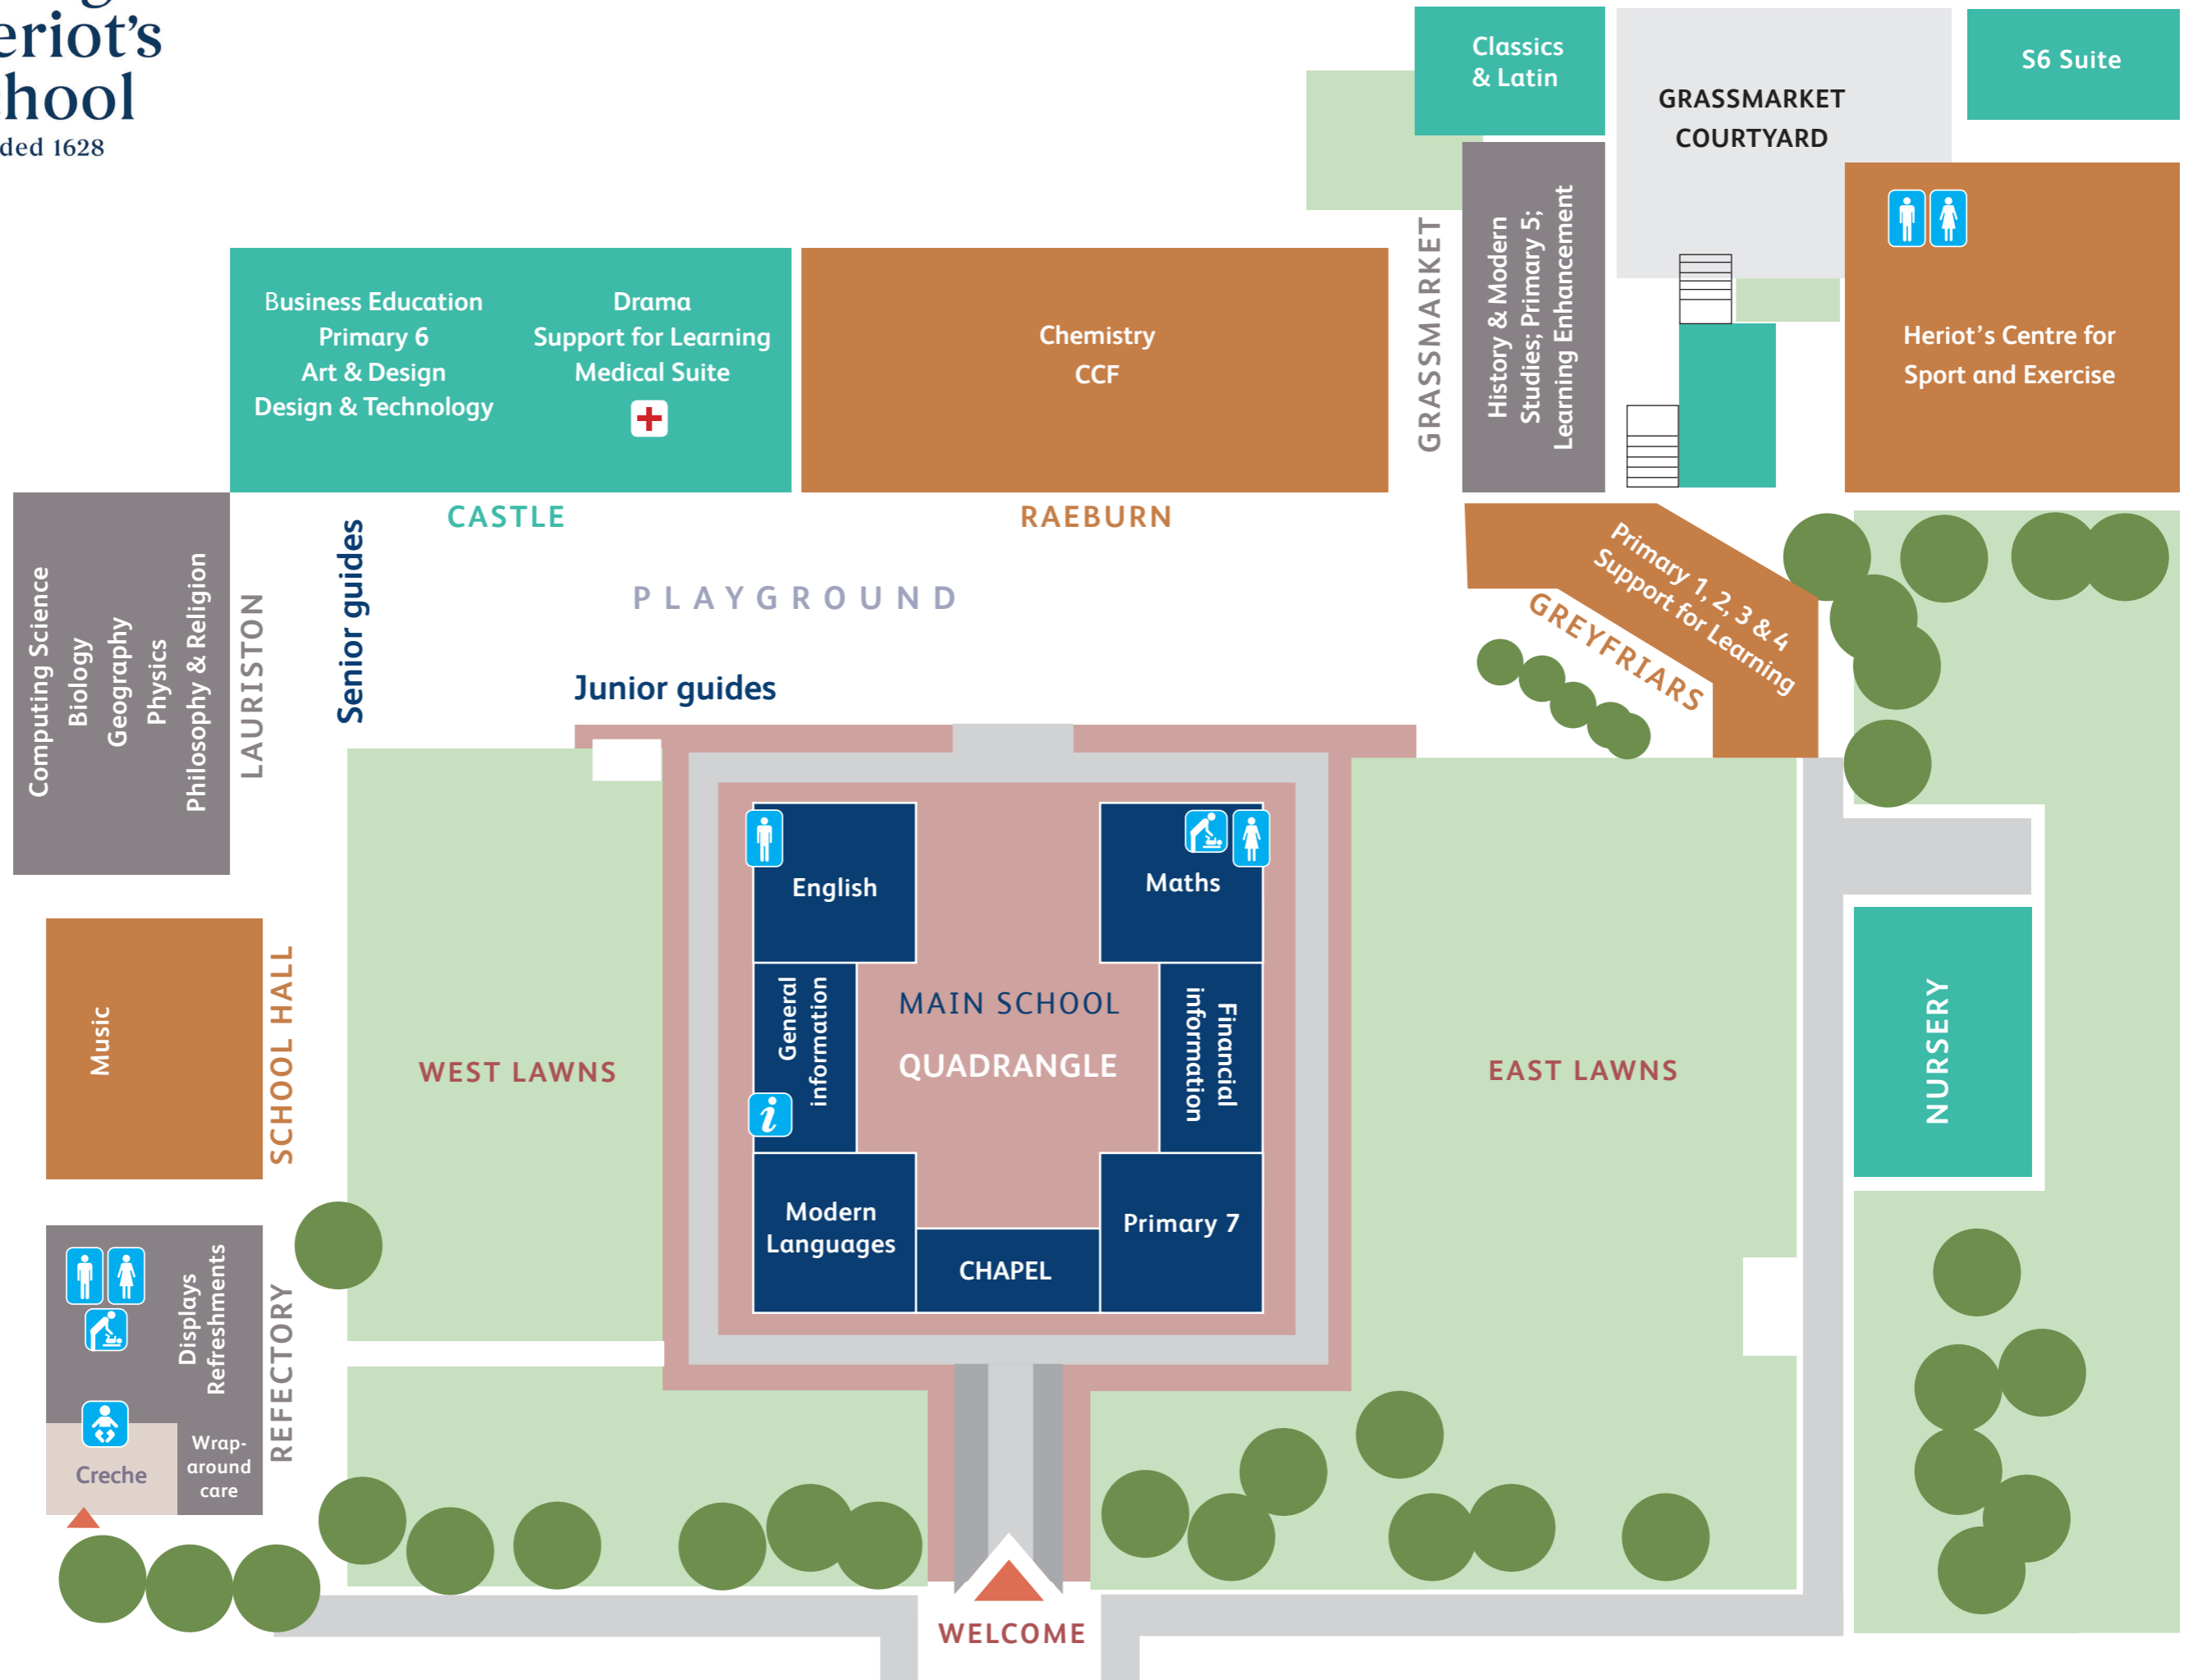 eriot’s
hool
ded 1628
Classics
& Latin
GRASSMARKET
COURTYARD
S6 Suite
Business Education
Primary 6
Art & Design
Design & Technology
Drama
Support for Learning
Medical Suite
Chemistry
CCF
GRASSMARKET
History & Modern
Studies; Primary 5;
Learning Enhancement
Heriot’s Centre for
Sport and Exercise
CASTLE
RAEBURN
Computing Science
Biology
Geography
Physics
Philosophy & Religion
LAURISTON
Senior guides
PLAYGROUND
Junior guides
Primary 1, 2, 3 & 4
Support for Learning
GREYFRIARS
English
Maths
General
information
i
MAIN SCHOOL
QUADRANGLE
Financial
information
Modern
Languages
CHAPEL
Primary 7
Music
SCHOOL HALL
WEST LAWNS
EAST LAWNS
NURSERY
Displays
Refreshments
REFECTORY
Creche
Wrap-
around
care
WELCOME